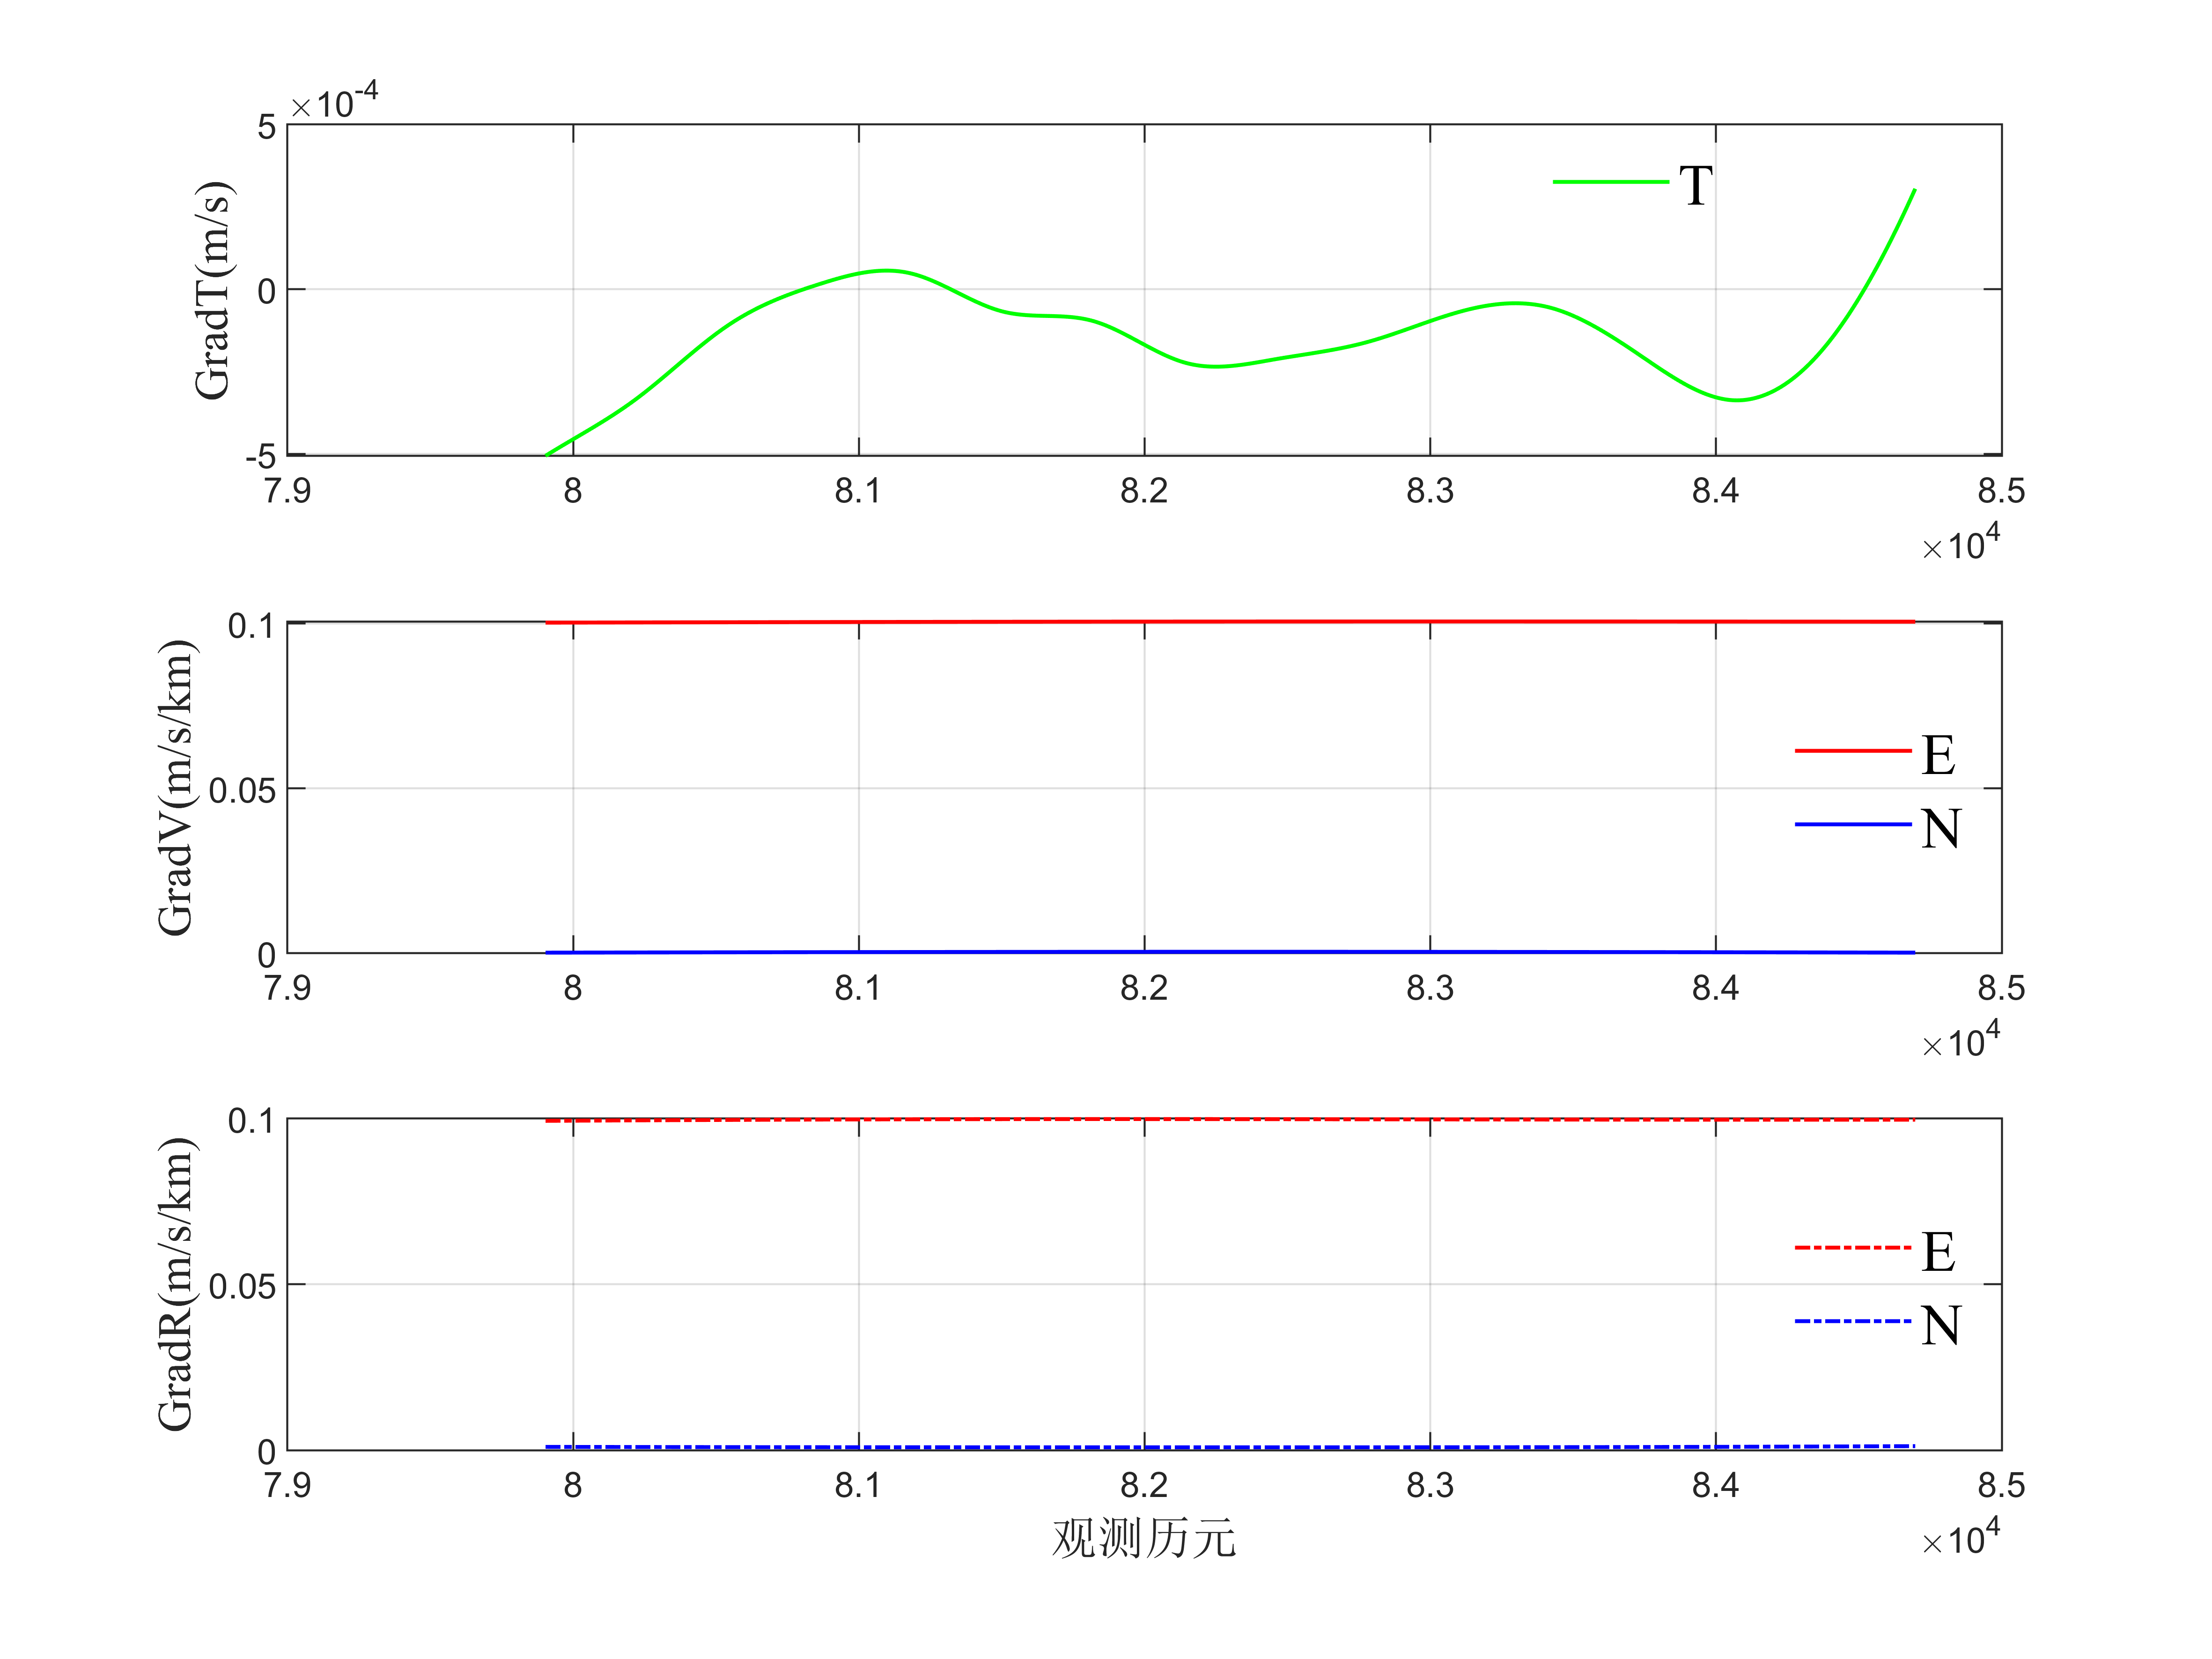 ×10⁻⁴
GradT(m/s)
5
0
-5
T
7.9 8 8.1 8.2 8.3 8.4 8.5
×10⁴
GradV(m/s/km)
0.1
0.05
0
E
N
7.9 8 8.1 8.2 8.3 8.4 8.5
×10⁴
GradR(m/s/km)
0.1
0.05
0
E
N
7.9 8 8.1 8.2 8.3 8.4 8.5
观测历元
×10⁴